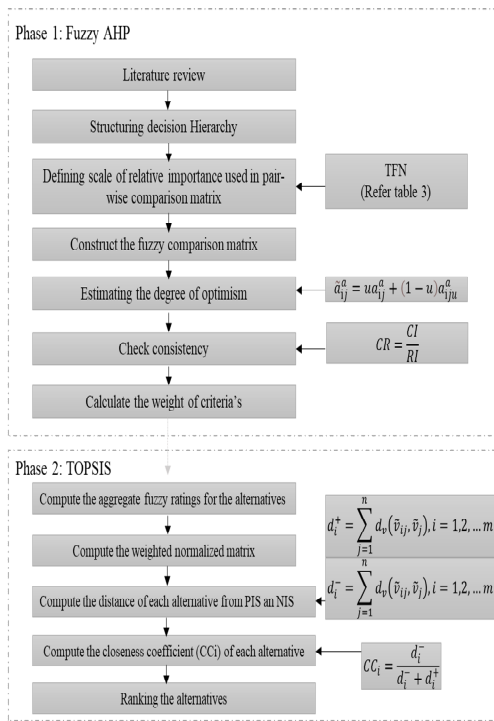 Phase 1: Fuzzy AHP
Literature review
Structuring decision Hierarchy
Defining scale of relative importance used in pair-
wise comparison matrix
TFN
(Refer table 3)
Construct the fuzzy comparison matrix
Estimating the degree of optimism
ã^a_ij = ua^a_ij + (1 − u)a^a_iju
Check consistency
CR = CI/RI
Calculate the weight of criteria's
Phase 2: TOPSIS
Compute the aggregate fuzzy ratings for the alternatives
Compute the weighted normalized matrix
d_i^+ = ∑_{j=1}^{n} d_v(ṽ_ij, ṽ_j), i = 1,2, … m
Compute the distance of each alternative from PIS an NIS
d_i^- = ∑_{j=1}^{n} d_v(ṽ_ij, ṽ_j), i = 1,2, … m
Compute the closeness coefficient (CCi) of each alternative
CC_i = d_i^- / (d_i^- + d_i^+)
Ranking the alternatives